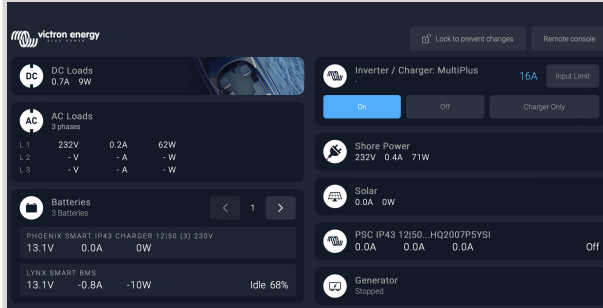 victron energy
BLUE POWER
Lock to prevent changes
Remote console
DC
DC Loads
0.7A 9W
AC
AC Loads
3 phases
L 1 232V 0.2A 62W
L 2 - V - A - W
L 3 - V - A - W
Batteries
3 Batteries
1
PHOENIX SMART IP43 CHARGER 12|50 (3) 230V
13.1V 0.0A 0W
LYNX SMART BMS
13.1V -0.8A -10W Idle 68%
Inverter / Charger: MultiPlus
-
16A
Input Limit
On
Off
Charger Only
Shore Power
232V 0.4A 71W
Solar
0.0A 0W
PSC IP43 12|50...HQ2007P5YSI
0.0A 0.0A 0.0A Off
Generator
Stopped